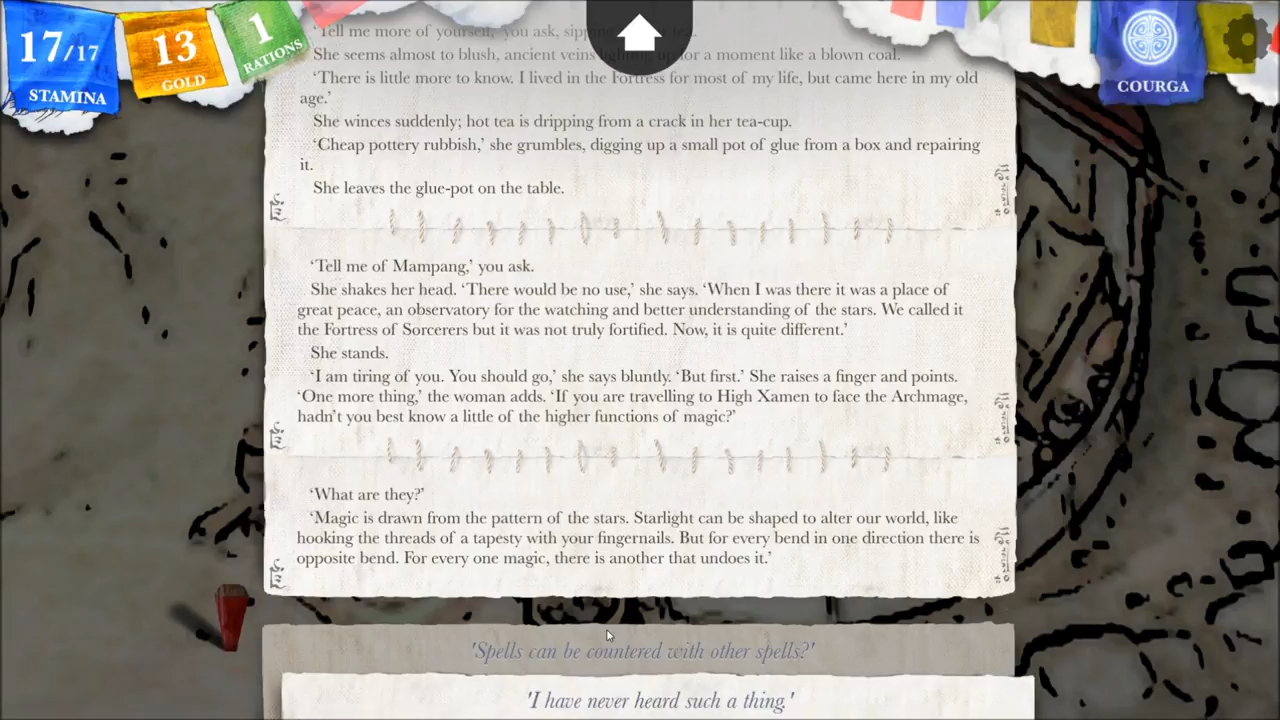 17/17
STAMINA
13
GOLD
1
RATIONS
COURGA
'Tell me more of yourself,' you ask,
She seems almost to blush, ancient veins lighting up for a moment like a blown coal.
'There is little more to know. I lived in the Fortress for most of my life, but came here in my old
age.'
She winces suddenly; hot tea is dripping from a crack in her tea-cup.
'Cheap pottery rubbish,' she grumbles, digging up a small pot of glue from a box and repairing
it.
She leaves the glue-pot on the table.
'Tell me of Mampang,' you ask.
She shakes her head. 'There would be no use,' she says. 'When I was there it was a place of
great peace, an observatory for the watching and better understanding of the stars. We called it
the Fortress of Sorcerers but it was not truly fortified. Now, it is quite different.'
She stands.
'I am tiring of you. You should go,' she says bluntly. 'But first.' She raises a finger and points.
'One more thing,' the woman adds. 'If you are travelling to High Xamen to face the Archmage,
hadn't you best know a little of the higher functions of magic?'
'What are they?'
'Magic is drawn from the pattern of the stars. Starlight can be shaped to alter our world, like
hooking the threads of a tapesty with your fingernails. But for every bend in one direction there is
opposite bend. For every one magic, there is another that undoes it.'
'Spells can be countered with other spells?'
'I have never heard such a thing.'